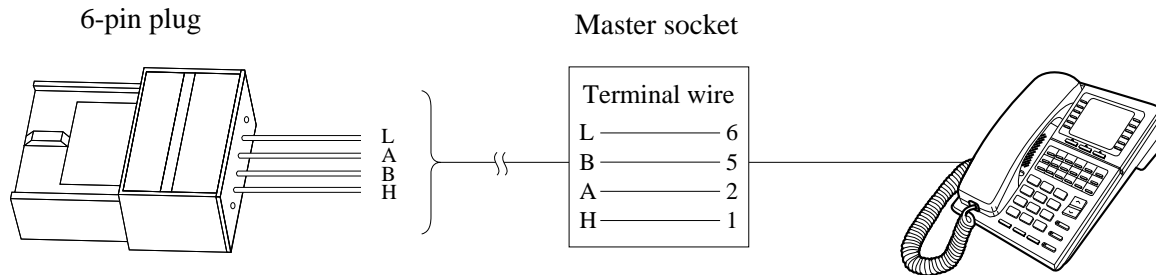 6-pin plug
Master socket
L
A
B
H
Terminal wire
L 6
B 5
A 2
H 1